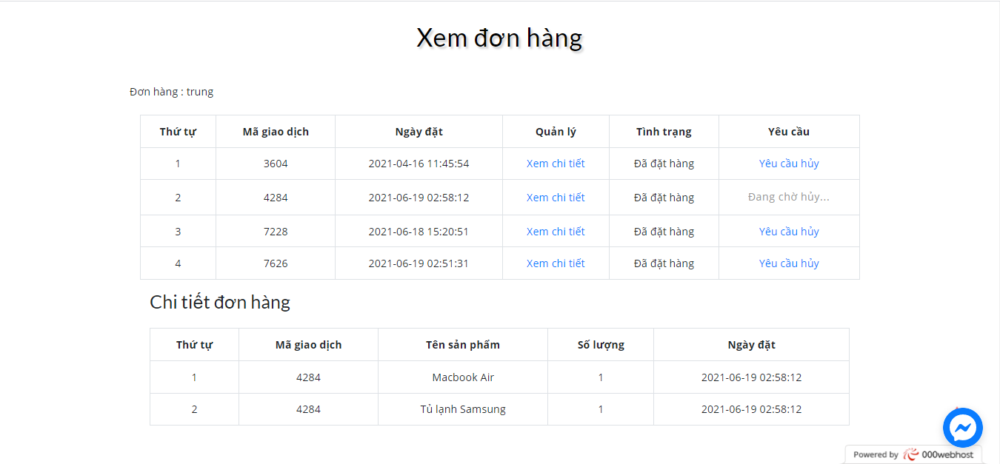 Xem đơn hàng
Đơn hàng : trung
Thứ tự Mã giao dịch Ngày đặt Quản lý Tình trạng Yêu cầu
1 3604 2021-04-16 11:45:54 Xem chi tiết Đã đặt hàng Yêu cầu hủy
2 4284 2021-06-19 02:58:12 Xem chi tiết Đã đặt hàng Đang chờ hủy...
3 7228 2021-06-18 15:20:51 Xem chi tiết Đã đặt hàng Yêu cầu hủy
4 7626 2021-06-19 02:51:31 Xem chi tiết Đã đặt hàng Yêu cầu hủy
Chi tiết đơn hàng
Thứ tự Mã giao dịch Tên sản phẩm Số lượng Ngày đặt
1 4284 Macbook Air 1 2021-06-19 02:58:12
2 4284 Tủ lạnh Samsung 1 2021-06-19 02:58:12
Powered by 000webhost